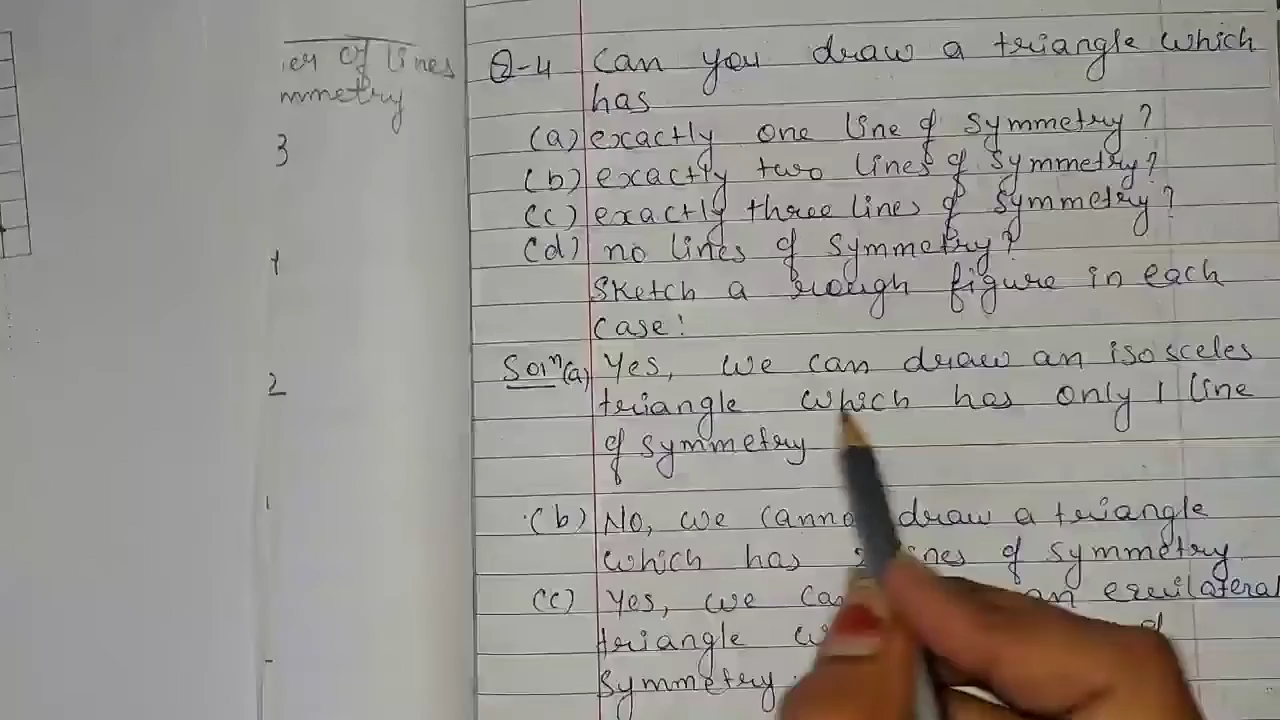 er of lines
mmetry
3
1
2
1
Q-4 Can you draw a triangle which
has
(a) exactly one line of symmetry?
(b) exactly two lines of symmetry?
(c) exactly three lines of symmetry?
(d) no lines of symmetry?
Sketch a rough figure in each
case!
Solⁿ (a) Yes, we can draw an isosceles
triangle which has only 1 line
of symmetry
(b) No, we canno draw a triangle
which has lines of symmetry
(c) Yes, we can an equilateral
triangle
symmetry